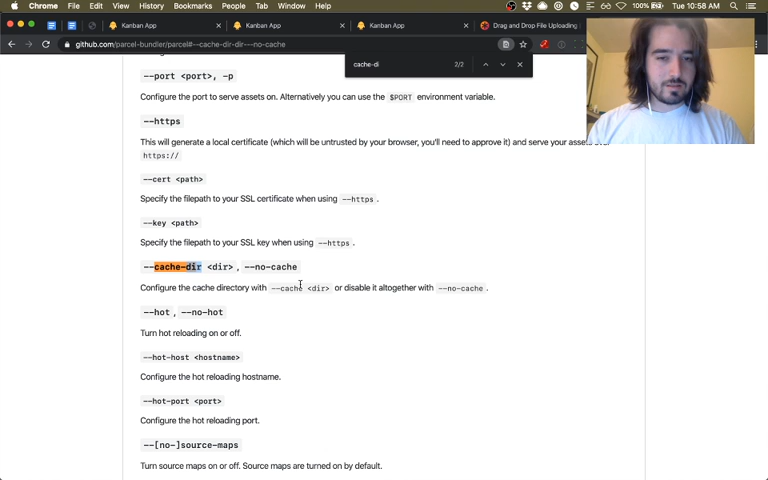 Chrome File Edit View History Bookmarks People Tab Window Help 100% Tue 10:58 AM
Kanban App Kanban App Kanban App Drag and Drop File Uploading
github.com/parcel-bundler/parcel#--cache-dir-dir---no-cache
cache-di 2/2
--port <port>, -p
Configure the port to serve assets on. Alternatively you can use the $PORT environment variable.
--https
This will generate a local certificate (which will be untrusted by your browser, you'll need to approve it) and serve your assets
https://
--cert <path>
Specify the filepath to your SSL certificate when using --https .
--key <path>
Specify the filepath to your SSL key when using --https .
--cache-dir <dir> , --no-cache
Configure the cache directory with --cache <dir> or disable it altogether with --no-cache .
--hot , --no-hot
Turn hot reloading on or off.
--hot-host <hostname>
Configure the hot reloading hostname.
--hot-port <port>
Configure the hot reloading port.
--[no-]source-maps
Turn source maps on or off. Source maps are turned on by default.